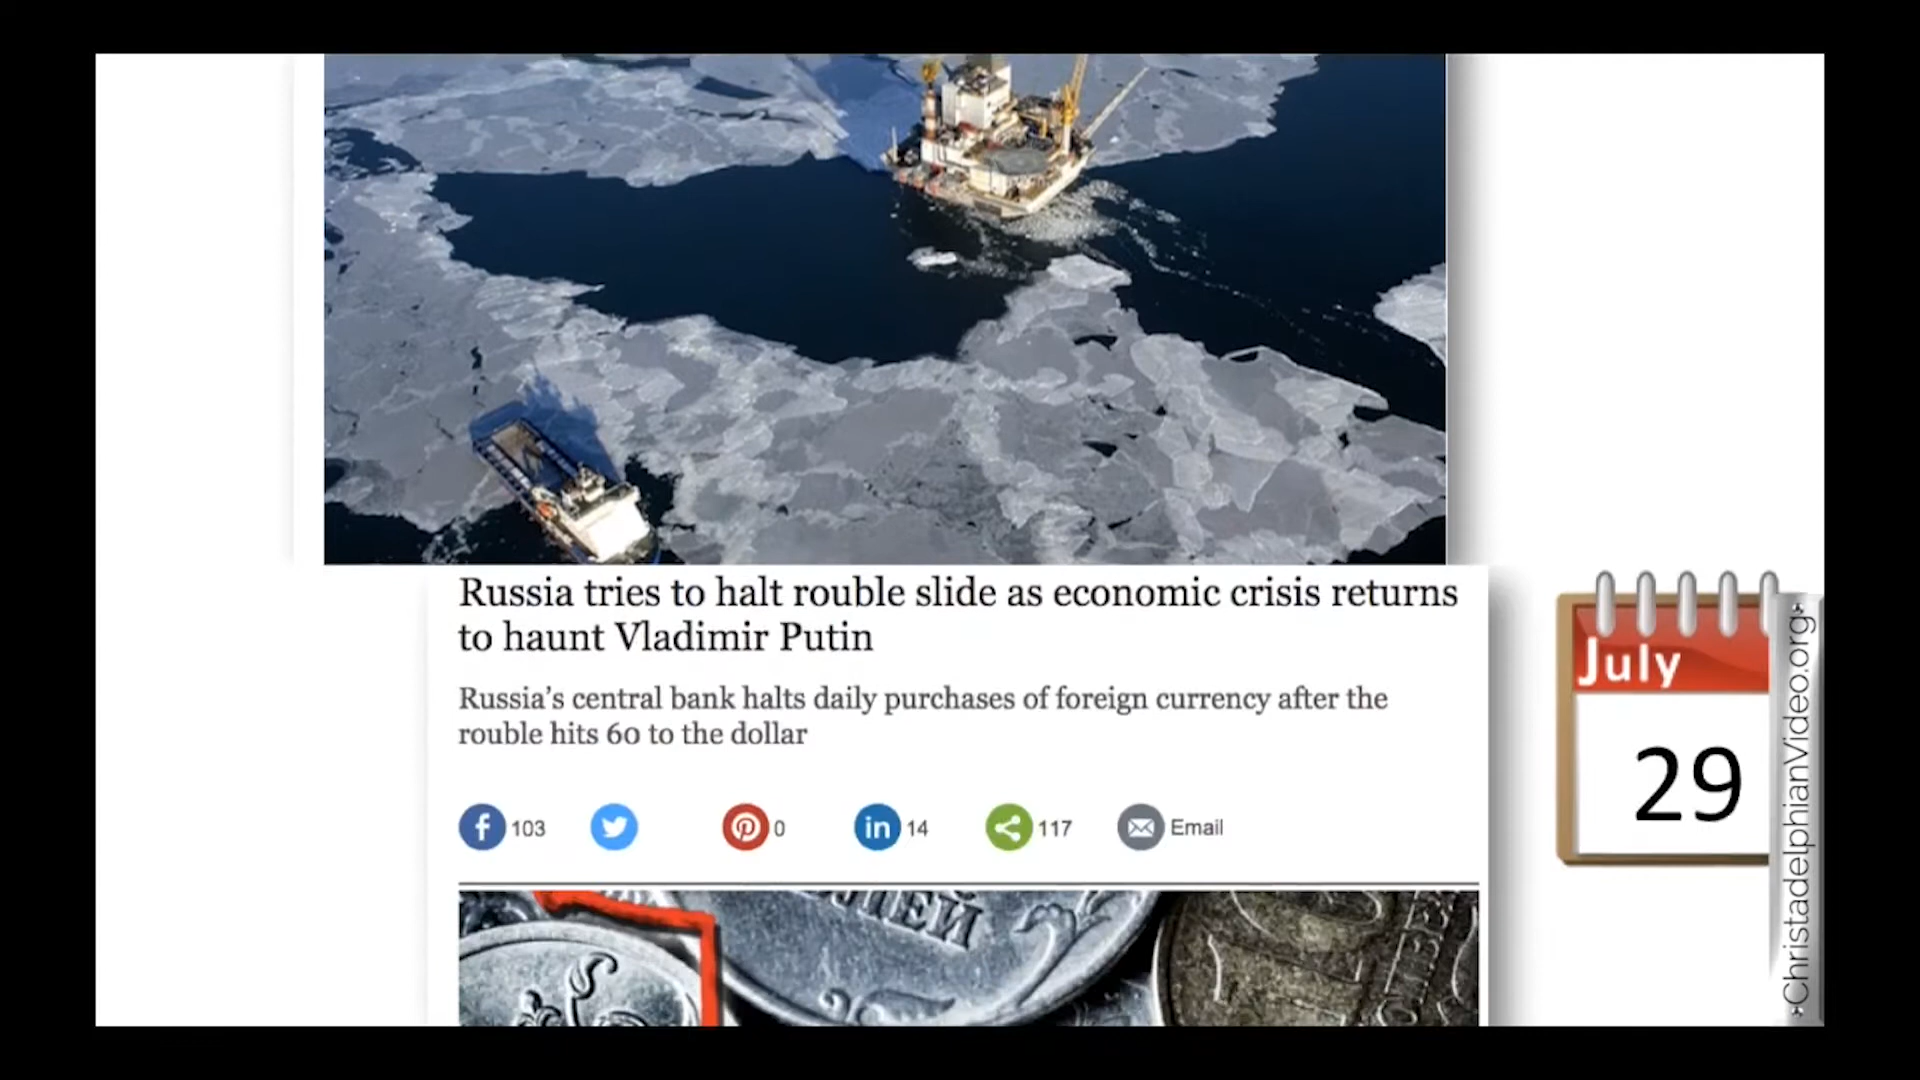 Russia tries to halt rouble slide as economic crisis returns
to haunt Vladimir Putin
Russia’s central bank halts daily purchases of foreign currency after the
rouble hits 60 to the dollar
103
0
14
117
Email
July
29
ChristadelphianVideo.org